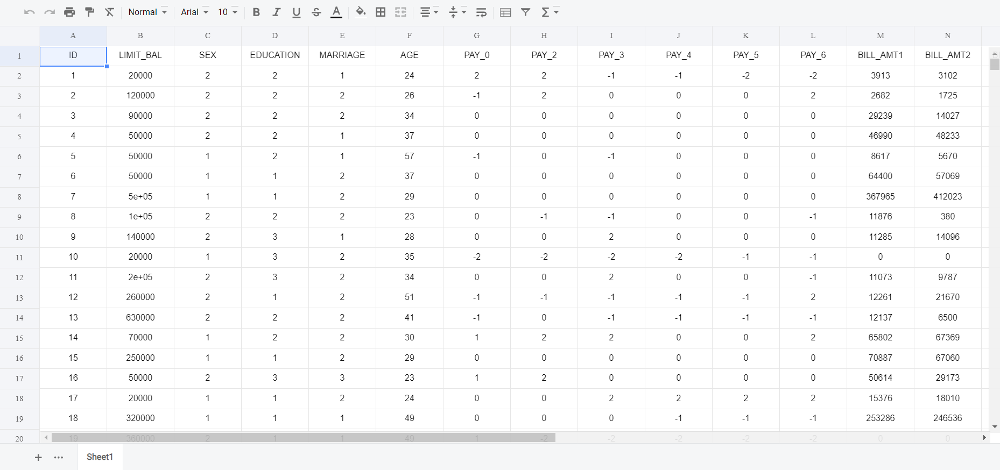 Normal Arial 10 B I U S A
A B C D E F G H I J K L M N
1 ID LIMIT_BAL SEX EDUCATION MARRIAGE AGE PAY_0 PAY_2 PAY_3 PAY_4 PAY_5 PAY_6 BILL_AMT1 BILL_AMT2
2 1 20000 2 2 1 24 2 2 -1 -1 -2 -2 3913 3102
3 2 120000 2 2 2 26 -1 2 0 0 0 2 2682 1725
4 3 90000 2 2 2 34 0 0 0 0 0 0 29239 14027
5 4 50000 2 2 1 37 0 0 0 0 0 0 46990 48233
6 5 50000 1 2 1 57 -1 0 -1 0 0 0 8617 5670
7 6 50000 1 1 2 37 0 0 0 0 0 0 64400 57069
8 7 5e+05 1 1 2 29 0 0 0 0 0 0 367965 412023
9 8 1e+05 2 2 2 23 0 -1 -1 0 0 -1 11876 380
10 9 140000 2 3 1 28 0 0 2 0 0 0 11285 14096
11 10 20000 1 3 2 35 -2 -2 -2 -2 -1 -1 0 0
12 11 2e+05 2 3 2 34 0 0 2 0 0 -1 11073 9787
13 12 260000 2 1 2 51 -1 -1 -1 -1 -1 2 12261 21670
14 13 630000 2 2 2 41 -1 0 -1 -1 -1 -1 12137 6500
15 14 70000 1 2 2 30 1 2 2 0 0 2 65802 67369
16 15 250000 1 1 2 29 0 0 0 0 0 0 70887 67060
17 16 50000 2 3 3 23 1 2 0 0 0 0 50614 29173
18 17 20000 1 1 2 24 0 0 2 2 2 2 15376 18010
19 18 320000 1 1 1 49 0 0 0 -1 -1 -1 253286 246536
20 19 360000 2 1 1 49 1 -2 -2 -2 -2 -2 0 0
Sheet1